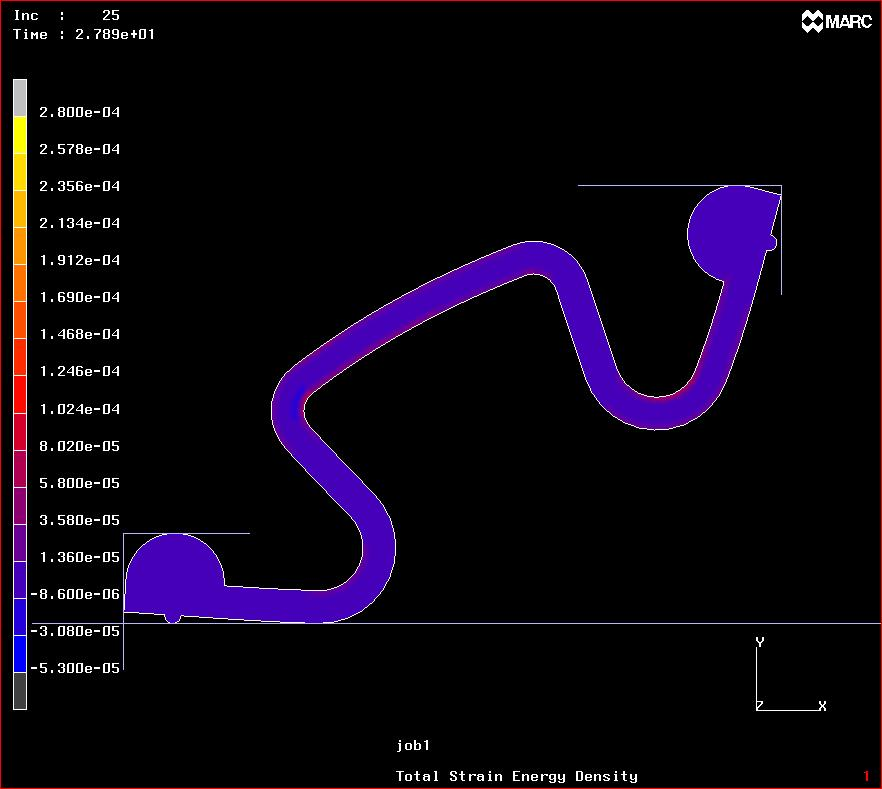 Inc  :     25
Time : 2.789e+01
MARC
2.800e-04
2.578e-04
2.356e-04
2.134e-04
1.912e-04
1.690e-04
1.468e-04
1.246e-04
1.024e-04
8.020e-05
5.800e-05
3.580e-05
1.360e-05
-8.600e-06
-3.080e-05
-5.300e-05
Y
Z X
job1
Total Strain Energy Density
1